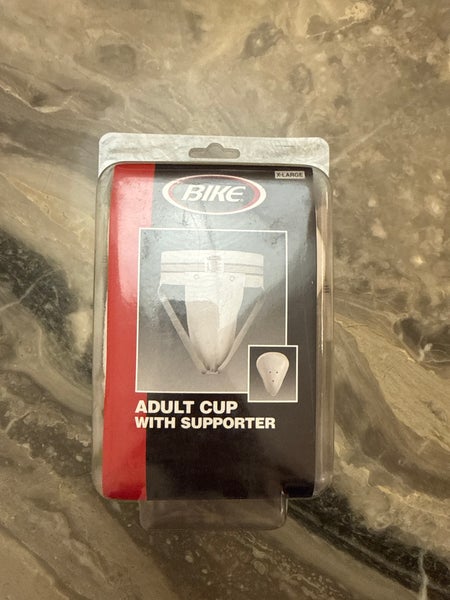 BIKE
X-LARGE
ADULT CUP
WITH SUPPORTER